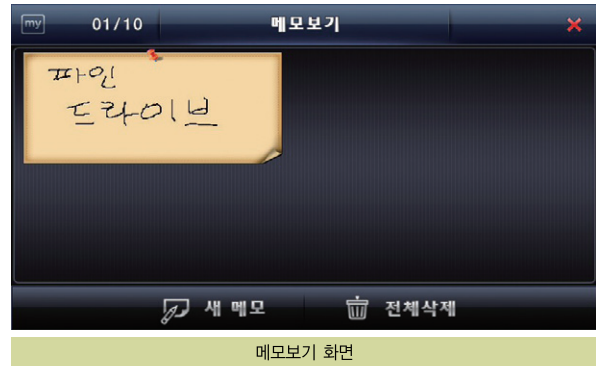 my 01/10 메모보기
파인
드라이브
새 메모 전체삭제
메모보기 화면